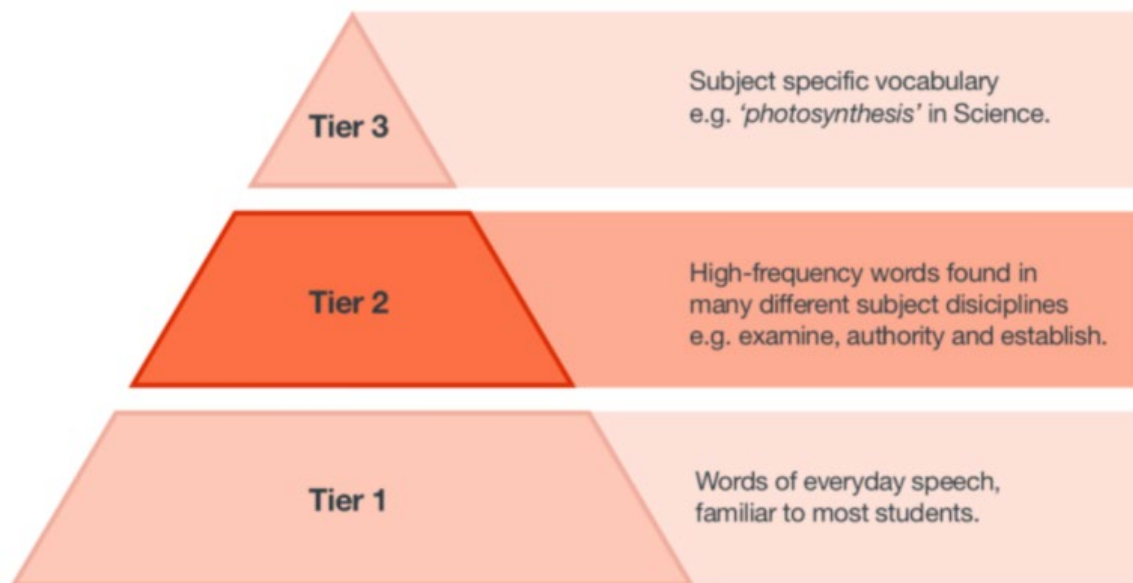 Tier 3
Subject specific vocabulary
e.g. ‘photosynthesis’ in Science.
Tier 2
High-frequency words found in
many different subject disiciplines
e.g. examine, authority and establish.
Tier 1
Words of everyday speech,
familiar to most students.